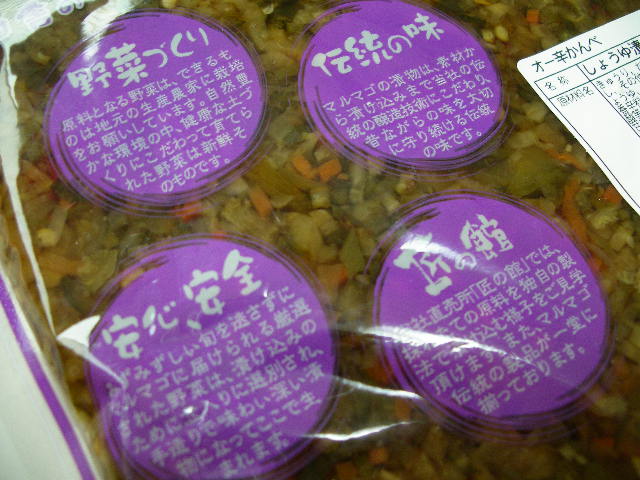 野菜づくり
原料となる野菜は、できるも
のは地元の生産農家に栽培
をお願いしています。自然豊
かな環境の中、健康な土づ
くりにこだわって育てら
れた野菜は新鮮そ
のものです。
伝統の味
マルマゴの漬物は、素材か
ら漬け込みまで当社の伝
統の醸造技術にこだわり、
昔ながらの味を大切
に守り続ける伝統
の味です。
オー辛かんべ
名称
しょうゆ漬
原材料名
安心、安全
みずみずしい旬を逃さずに
マルマゴに届けられる厳選
された野菜は、漬け込みの
ために念入りに選別され、
手造りで味わい深い漬
物になってここで生
まれます。
匠の館
社直売所「匠の館」では、
ての原料を独自の製
法で漬け込む様子をご見学
頂けます。また、マルマゴ
伝統の製品が一堂に
揃っております。